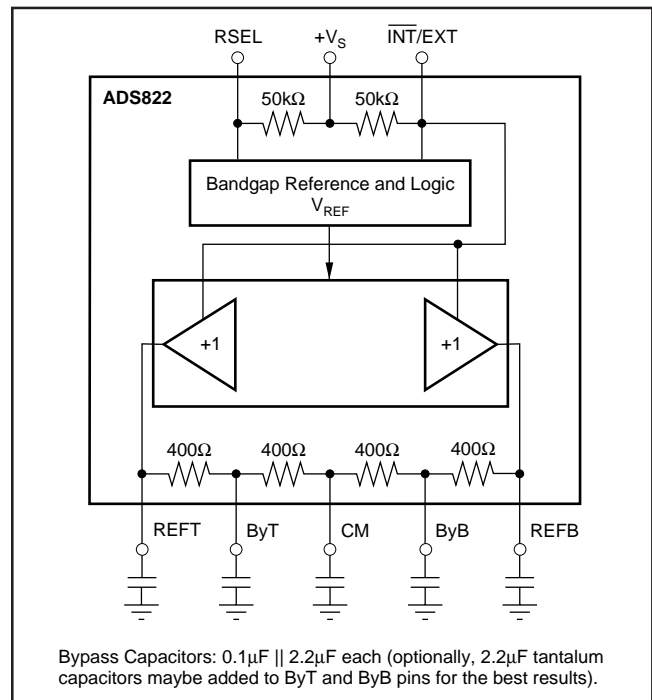 RSEL +VS INT/EXT
ADS822
50kΩ 50kΩ
Bandgap Reference and Logic
VREF
+1 +1
400Ω 400Ω 400Ω 400Ω
REFT ByT CM ByB REFB
Bypass Capacitors: 0.1µF || 2.2µF each (optionally, 2.2µF tantalum
capacitors maybe added to ByT and ByB pins for the best results).